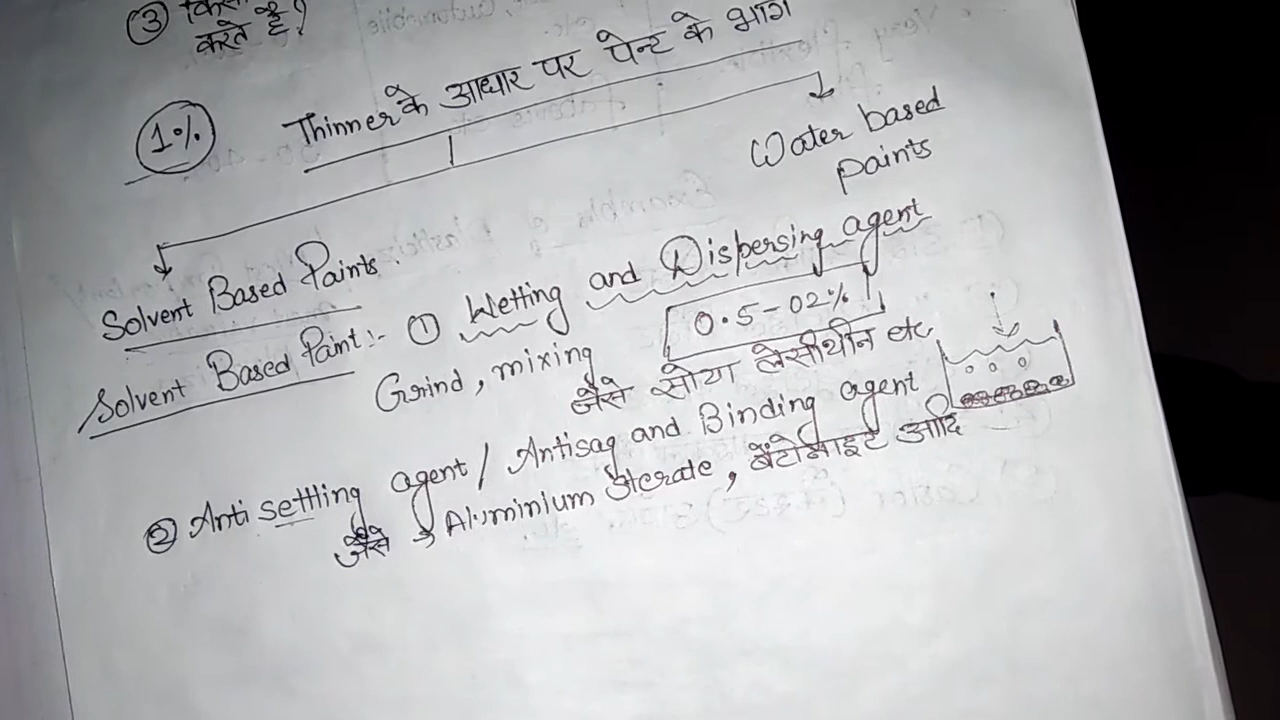 ③
करते है?
1%
Thinner के आधार पर पेन्ट के भाग
Water based
paints
Solvent Based Paints.
Solvent Based Paint:- ① Wetting and Dispersing agent
0.5-02%
Grind, mixing
जैसे सोया लेसीथीन etc.
② Anti settling agent / Antisag and Binding agent
जैसे → Aluminium sterate, बेंटोनाइट आदि